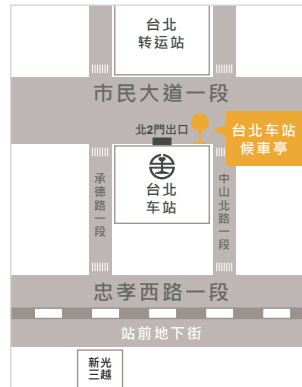 台北
转运站
市民大道一段
北2門出口
台北车站
候車亭
承德路一段
台北
车站
中山北路一段
忠孝西路一段
站前地下街
新光
三越